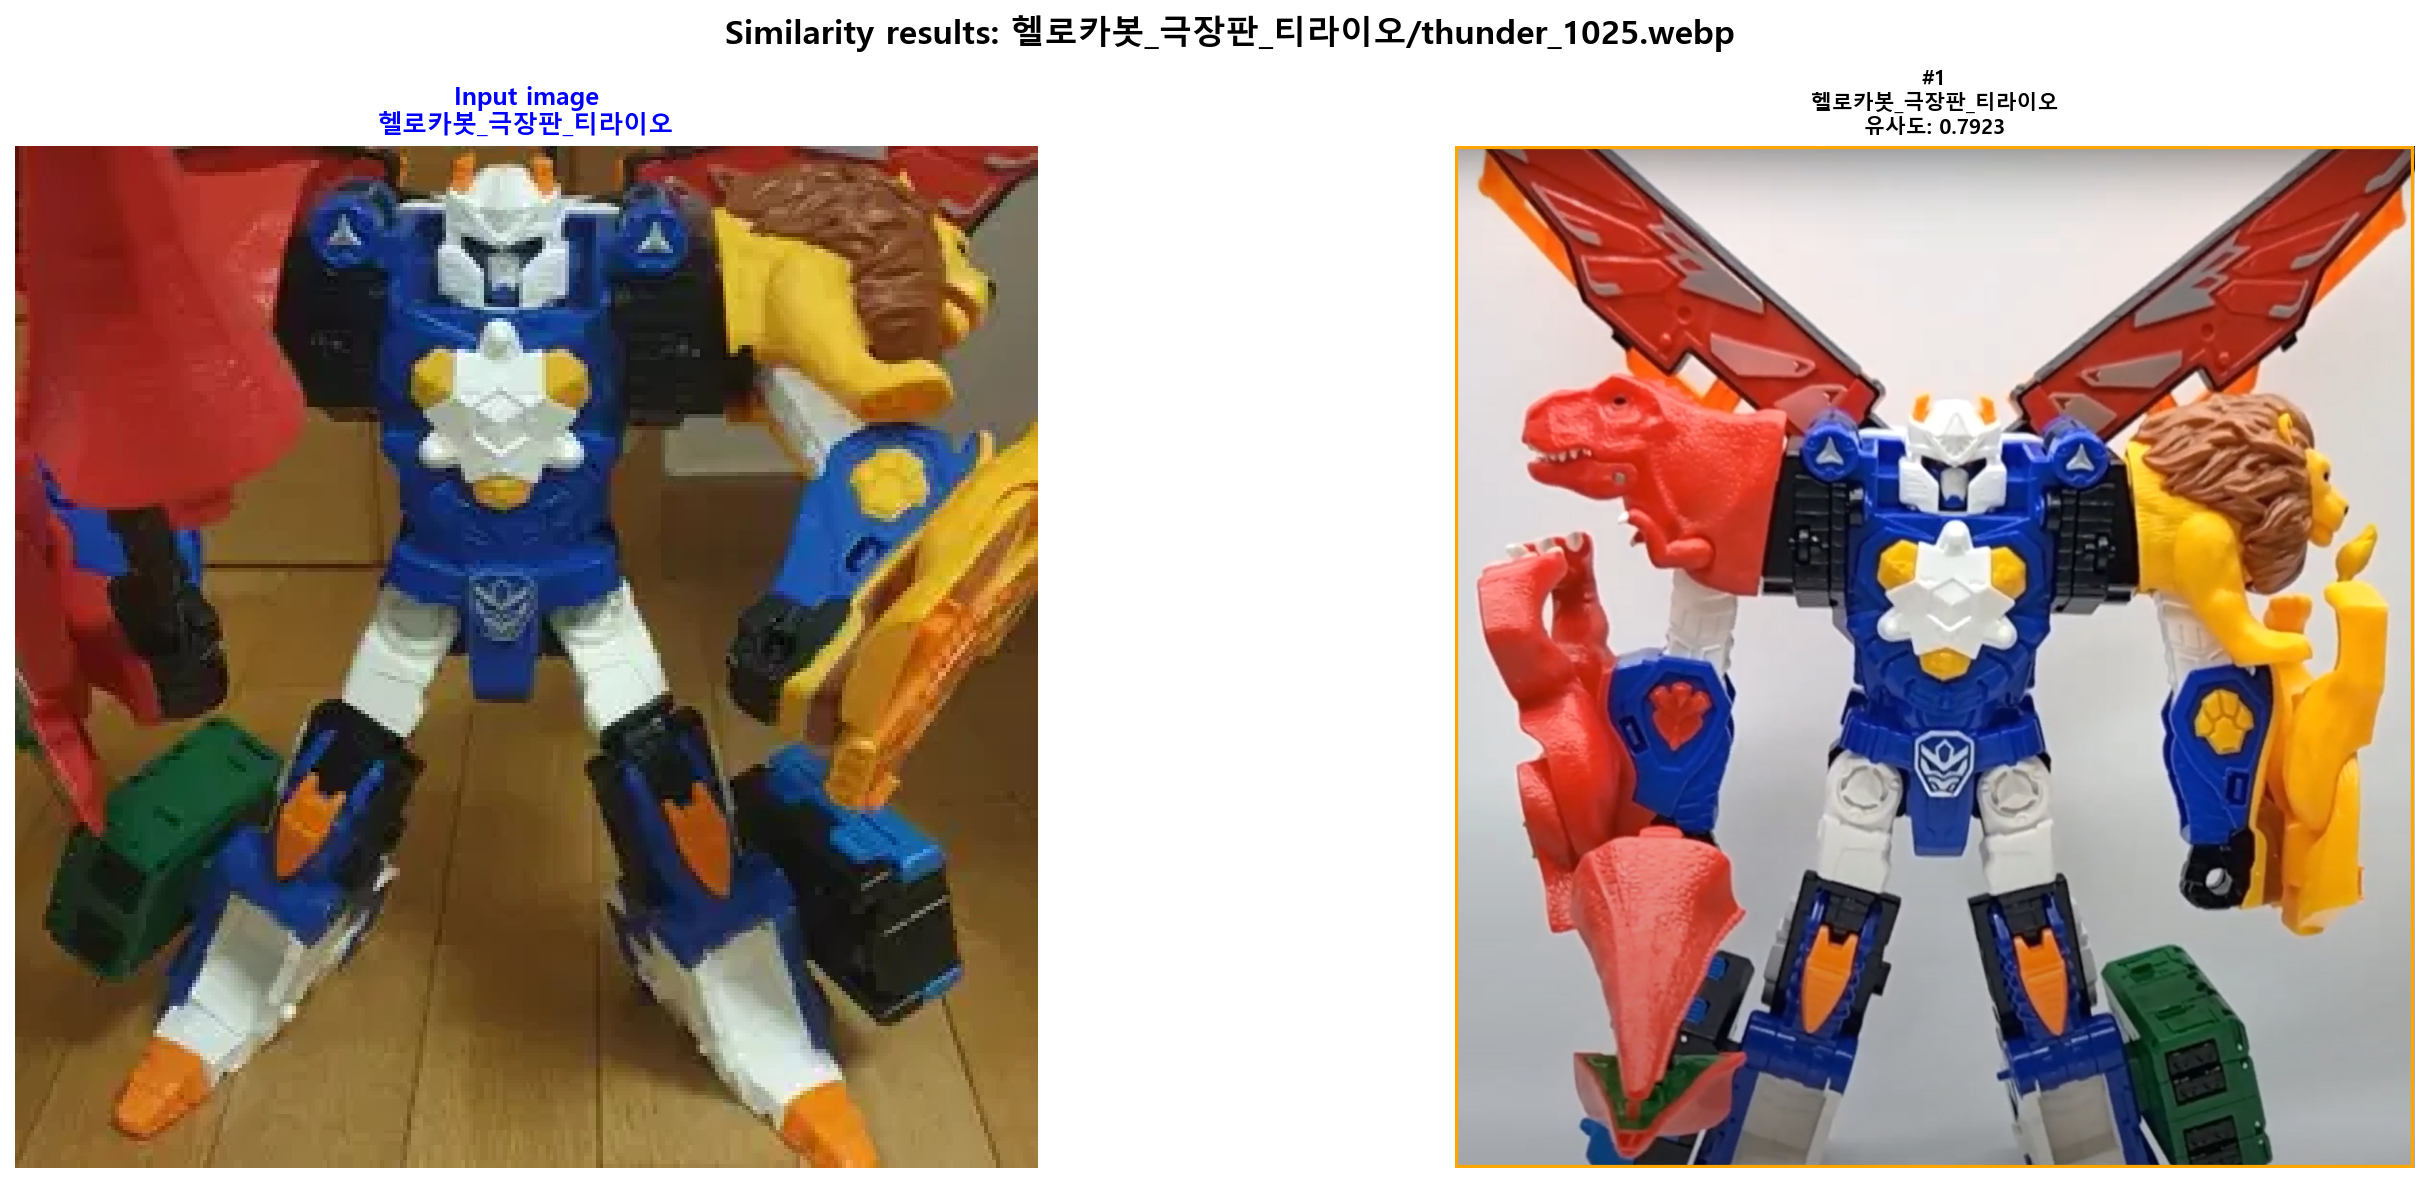 Similarity results: 헬로카봇_극장판_티라이오/thunder_1025.webp
Input image
헬로카봇_극장판_티라이오
#1
헬로카봇_극장판_티라이오
유사도: 0.7923